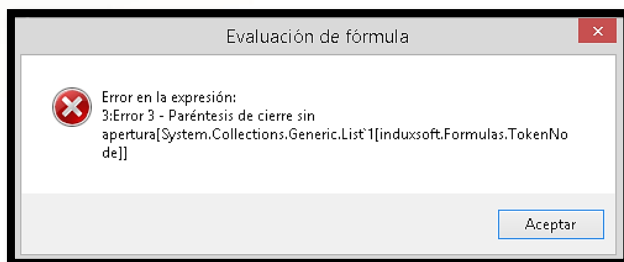 Evaluación de fórmula
Error en la expresión:
3:Error 3 - Paréntesis de cierre sin
apertura[System.Collections.Generic.List`1[induxsoft.Formulas.TokenNo
de]]
Aceptar